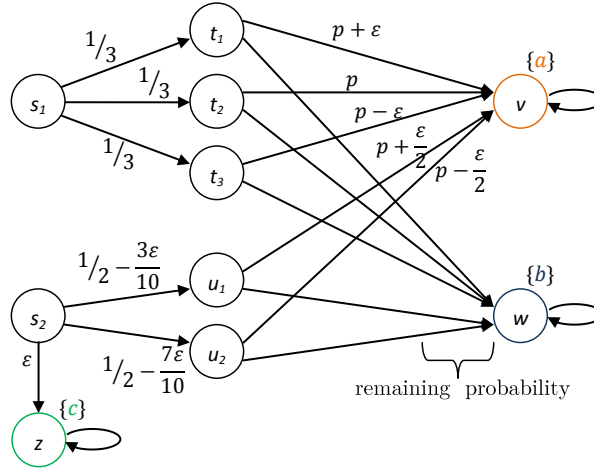 t₁
p + ε
1/3
{a}
s₁
1/3
t₂
p
v
p − ε
1/3
t₃
p + ε/2
p − ε/2
1/2 − 3ε/10
u₁
{b}
s₂
w
ε
1/2 − 7ε/10
u₂
remaining probability
{c}
z